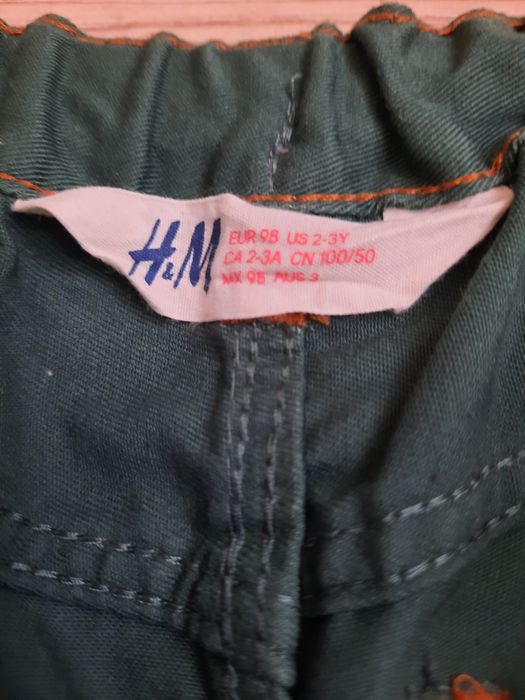 H&M
EUR 98 US 2-3Y
CA 2-3A CN 100/50
MX 98 AUS 3